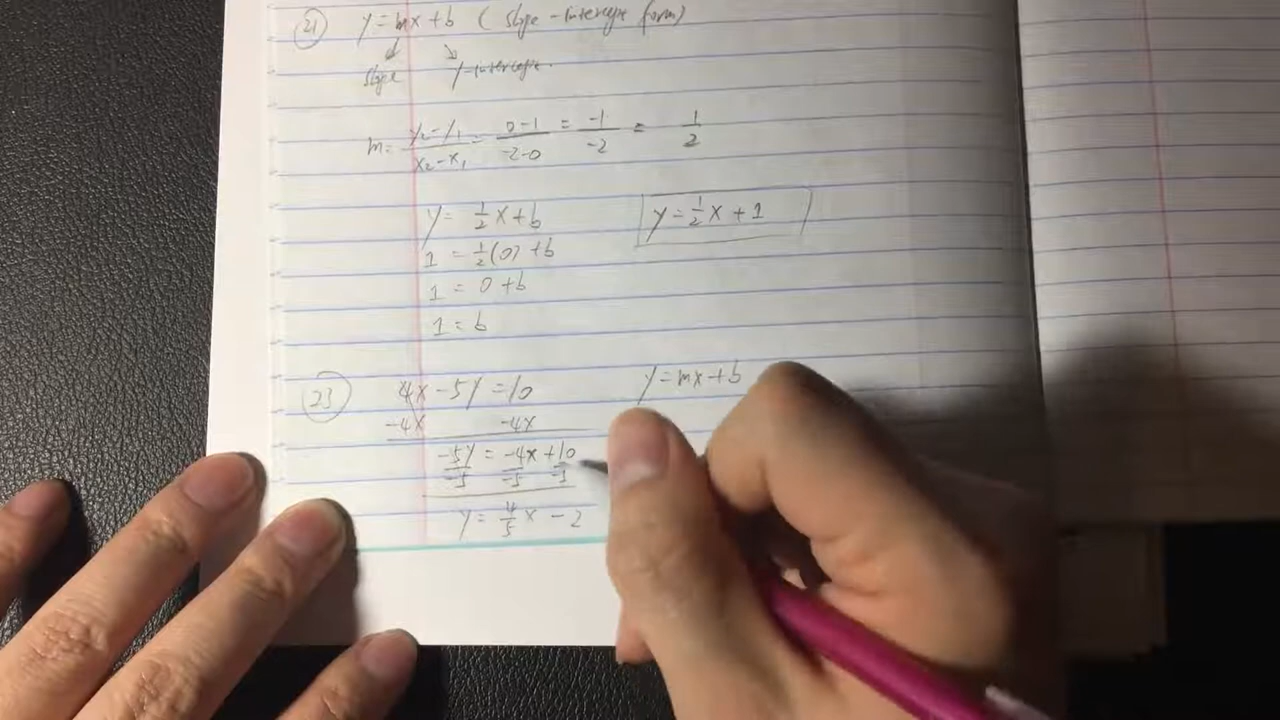 21 y = mx + b ( Slope - Intercept form)
Slope y-intercept.
m = y₂-y₁/x₂-x₁ = 0-1/-2-0 = -1/-2 = 1/2
y = 1/2 x + b y = 1/2 x + 1
1 = 1/2 (0) + b
1 = 0 + b
1 = b
23 4x - 5y = 10 y = mx + b
-4x -4x
-5y/-5 = -4x/-5 + 10/-5
y = 4/5 x - 2